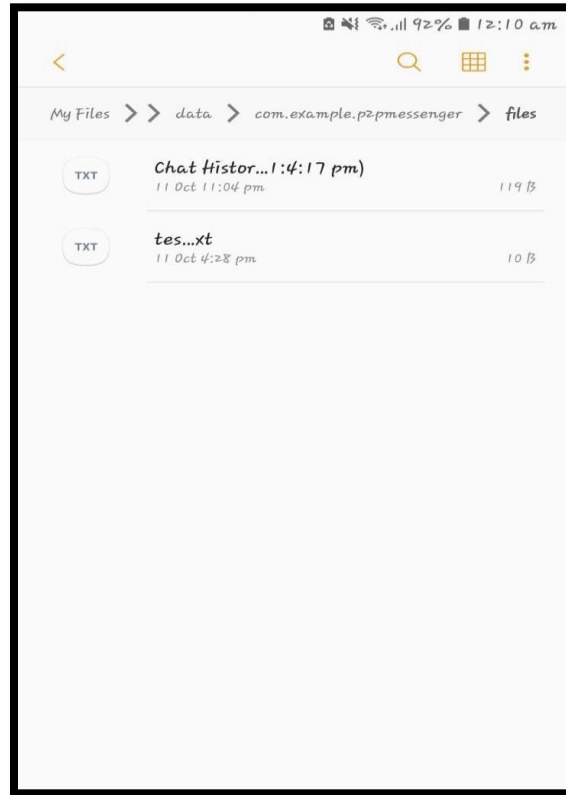 92% 12:10 am
My Files > > data > com.example.p2pmessenger > files
TXT
Chat Histor...1:4:17 pm)
11 Oct 11:04 pm
119 B
TXT
tes...xt
11 Oct 4:28 pm
10 B